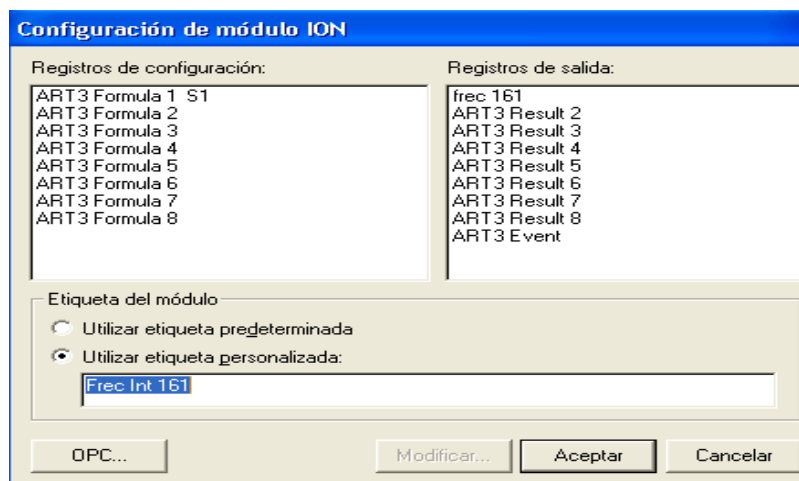 Configuración de módulo ION
Registros de configuración:
ART3 Formula 1 S1
ART3 Formula 2
ART3 Formula 3
ART3 Formula 4
ART3 Formula 5
ART3 Formula 6
ART3 Formula 7
ART3 Formula 8
Registros de salida:
frec 161
ART3 Result 2
ART3 Result 3
ART3 Result 4
ART3 Result 5
ART3 Result 6
ART3 Result 7
ART3 Result 8
ART3 Event
Etiqueta del módulo
Utilizar etiqueta predeterminada
Utilizar etiqueta personalizada:
Frec Int 161
OPC...
Modificar...
Aceptar
Cancelar